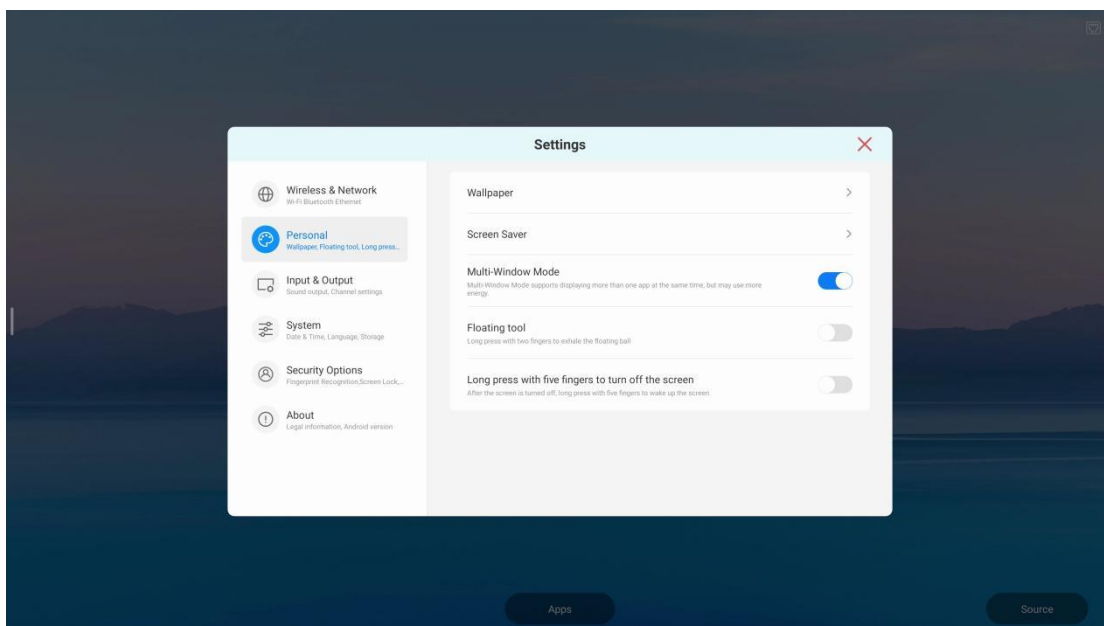 Settings
Wireless & Network
Wi-Fi Bluetooth Ethernet
Personal
Wallpaper, Floating tool, Long press...
Input & Output
Sound output, Channel settings
System
Date & Time, Language, Storage
Security Options
Fingerprint Recognition,Screen Lock,...
About
Legal information, Android version
Wallpaper
Screen Saver
Multi-Window Mode
Multi-Window Mode supports displaying more than one app at the same time, but may use more
energy.
Floating tool
Long press with two fingers to exhale the floating ball
Long press with five fingers to turn off the screen
After the screen is turned off, long press with five fingers to wake up the screen
Apps
Source